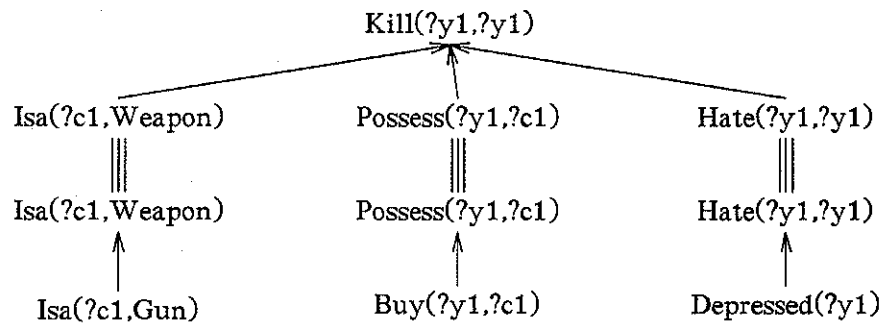 Kill(?y1,?y1)
Isa(?c1,Weapon) Possess(?y1,?c1) Hate(?y1,?y1)
Isa(?c1,Weapon) Possess(?y1,?c1) Hate(?y1,?y1)
Isa(?c1,Gun) Buy(?y1,?c1) Depressed(?y1)